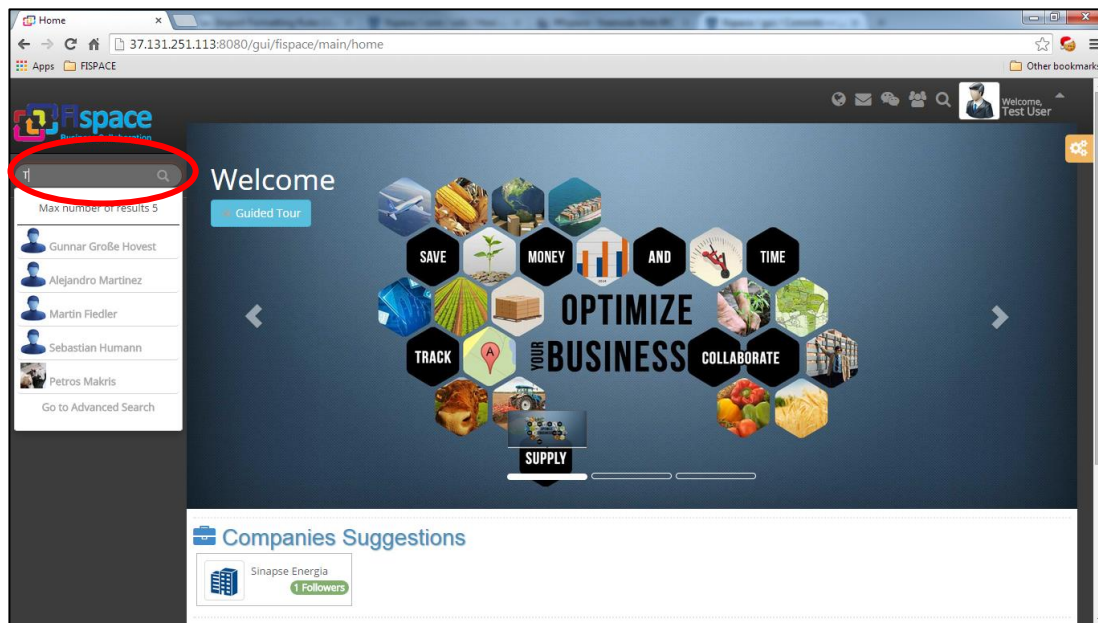 Home
37.131.251.113:8080/gui/fispace/main/home
Apps FISPACE
Other bookmarks
FIspace
Business Collaboration
Welcome,
Test User
T
Max number of results 5
Gunnar Große Hovest
Alejandro Martinez
Martin Fiedler
Sebastian Humann
Petros Makris
Go to Advanced Search
Welcome
Guided Tour
SAVE MONEY AND TIME
OPTIMIZE
TRACK A YOUR BUSINESS COLLABORATE
SUPPLY
Companies Suggestions
Sinapse Energia
1 Followers